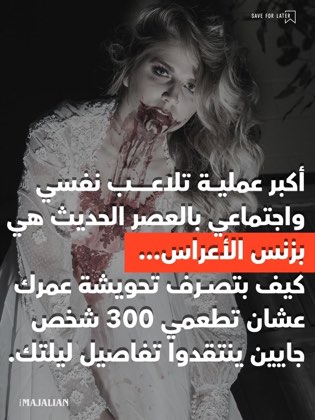 SAVE FOR LATER
أكبر عملية تلاعـب نفسي
واجتماعي بالعصر الحديث هي
بزنس الأعراس...
كيف بتصرف تحويشة عمرك
عشان تطعمي 300 شخص
جايين ينتقدوا تفاصيل ليلتك.
MAJALIAN